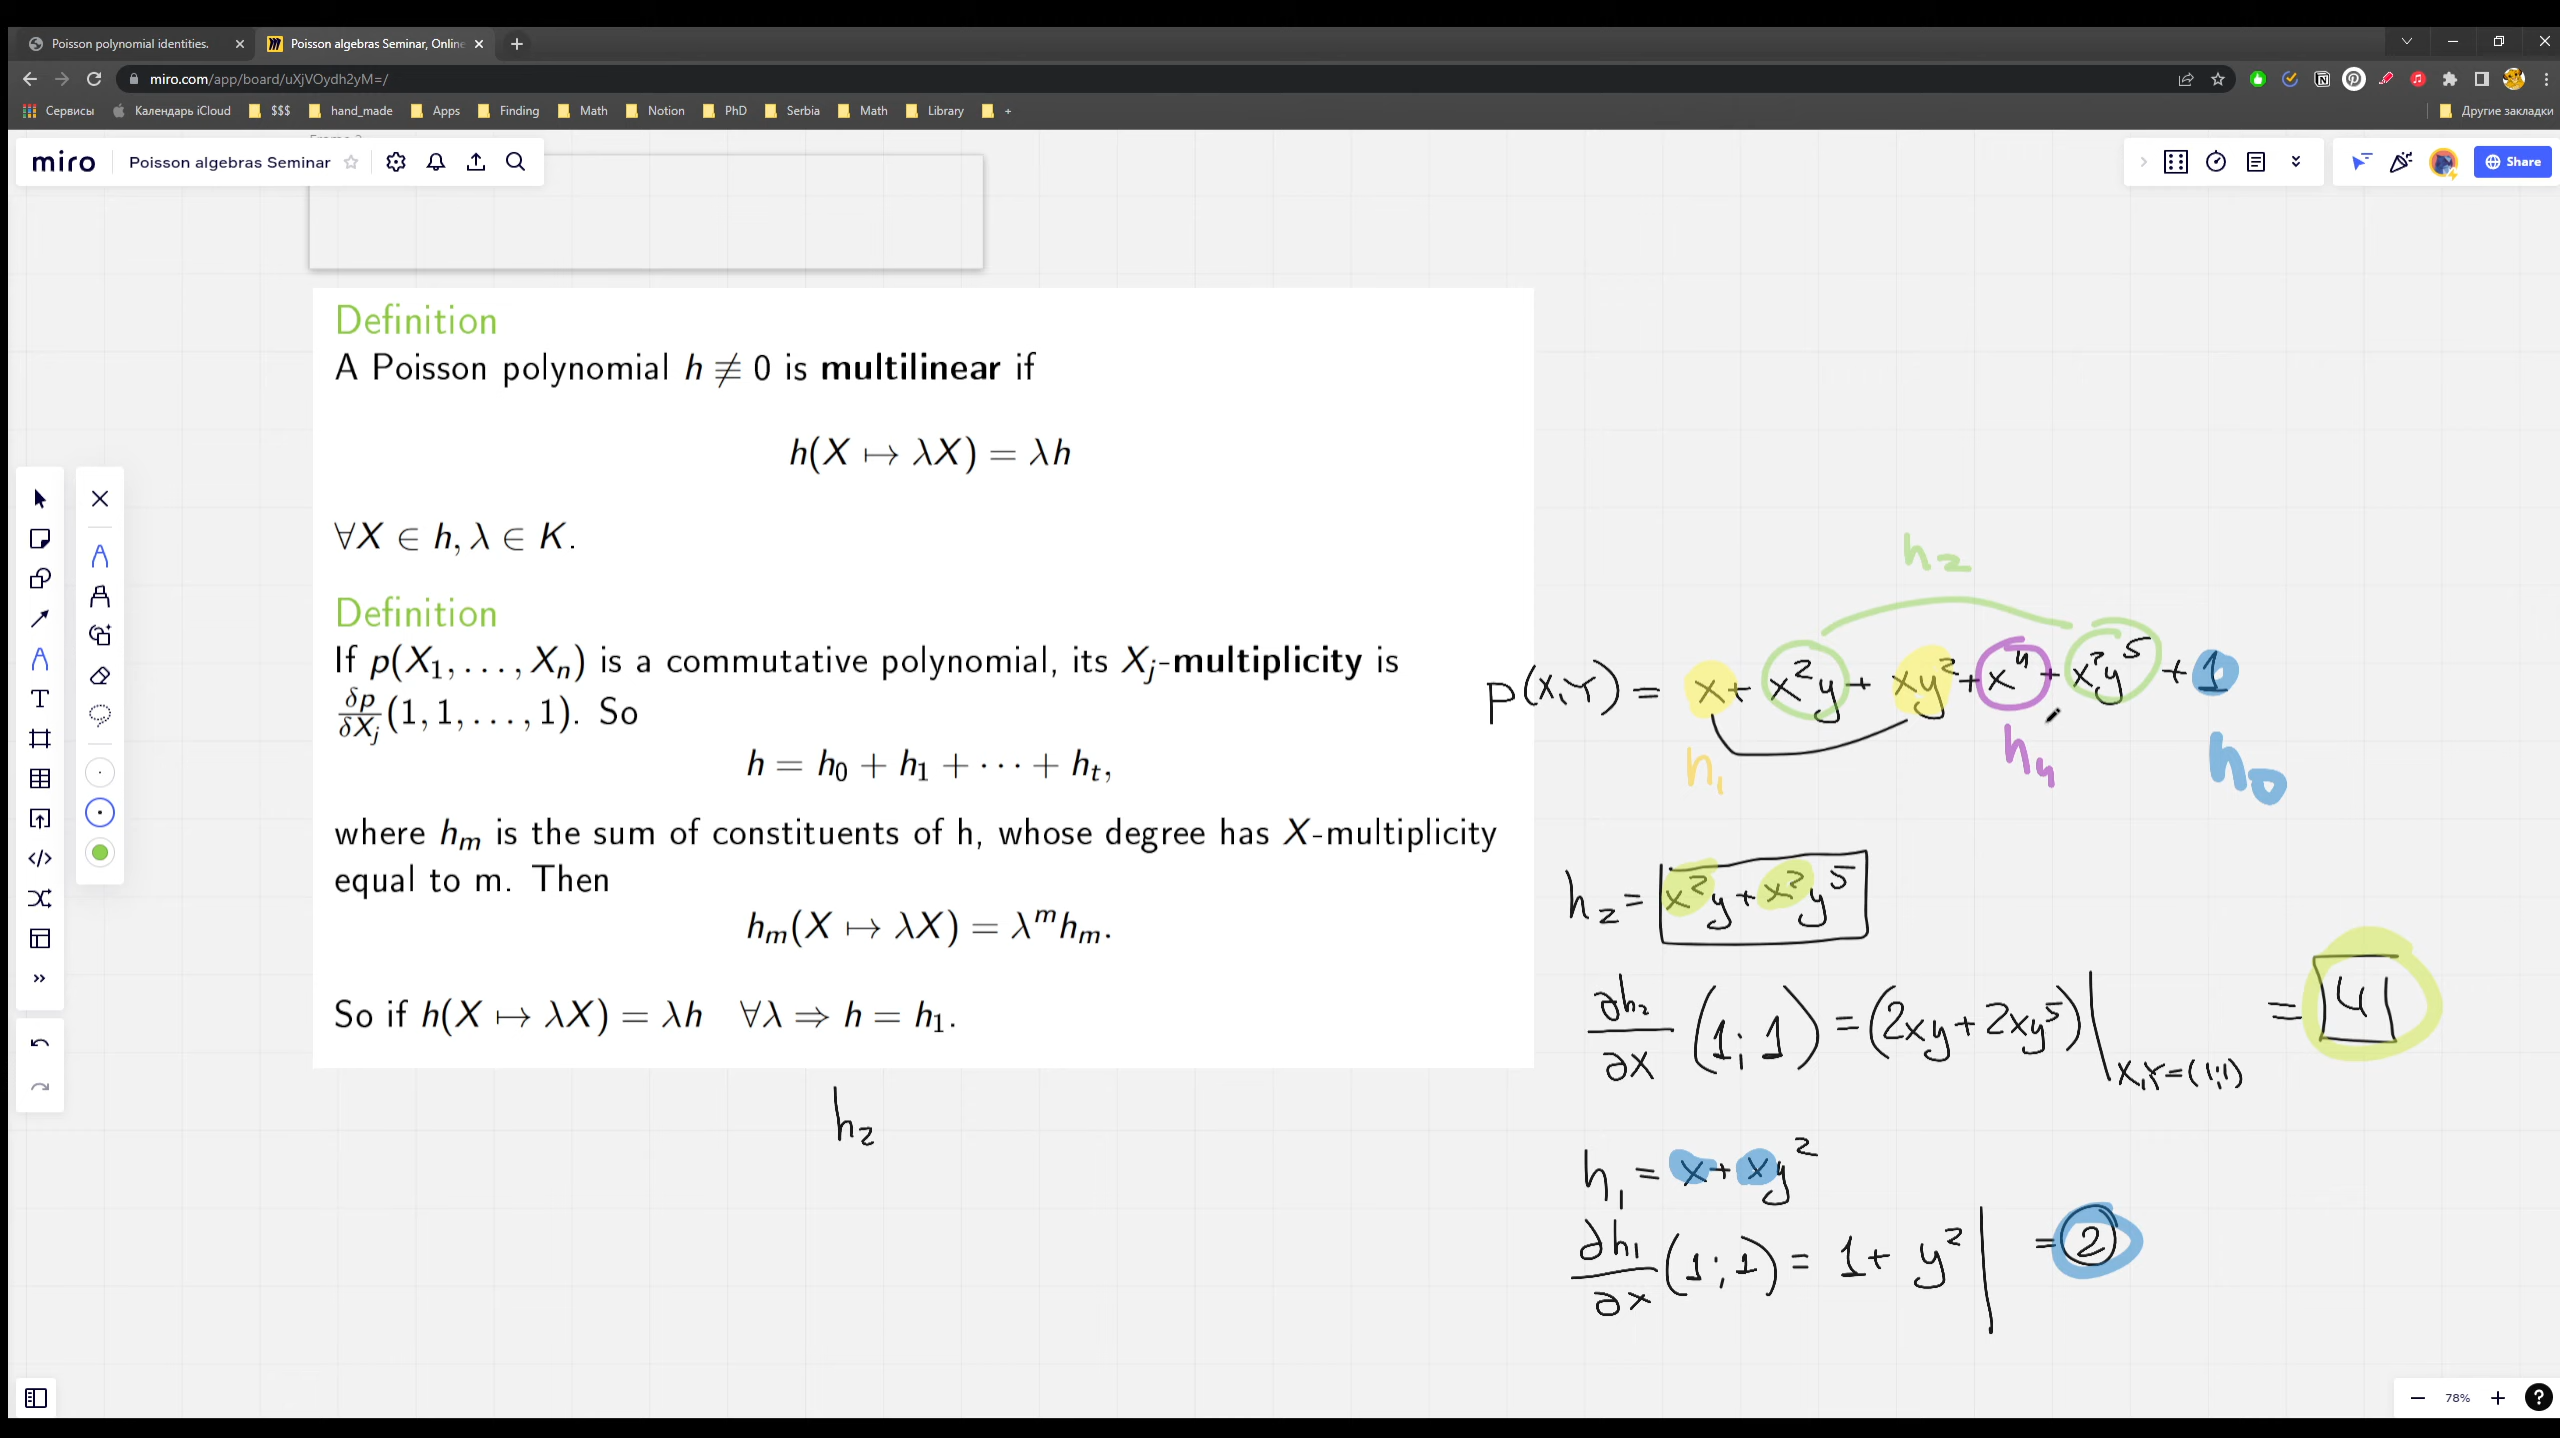 Poisson polynomial identities.
Poisson algebras Seminar, Online
miro.com/app/board/uXjVOydh2yM=/
Сервисы Календарь iCloud $$$ hand_made Apps Finding Math Notion PhD Serbia Math Library + Другие закладки
miro Poisson algebras Seminar Share
Definition
A Poisson polynomial h ≢ 0 is multilinear if
h(X ↦ λX) = λh
∀X ∈ h, λ ∈ K.
Definition
If p(X₁, . . . , Xₙ) is a commutative polynomial, its Xⱼ-multiplicity is
δp/δXⱼ (1, 1, . . . , 1). So
h = h₀ + h₁ + · · · + hₜ,
where hₘ is the sum of constituents of h, whose degree has X-multiplicity
equal to m. Then
hₘ(X ↦ λX) = λᵐhₘ.
So if h(X ↦ λX) = λh ∀λ ⇒ h = h₁.
h₂
h₂
P(X,Y) = x + x²y + xy² + x⁴ + x²y⁵ + 1
h₁ h₄ h₀
h₂ = x²y + x²y⁵
∂h₂/∂x (1; 1) = (2xy + 2xy⁵)| X,Y=(1;1) = 4
h₁ = x + xy²
∂h₁/∂x (1; 1) = 1 + y² | = 2
T
78%